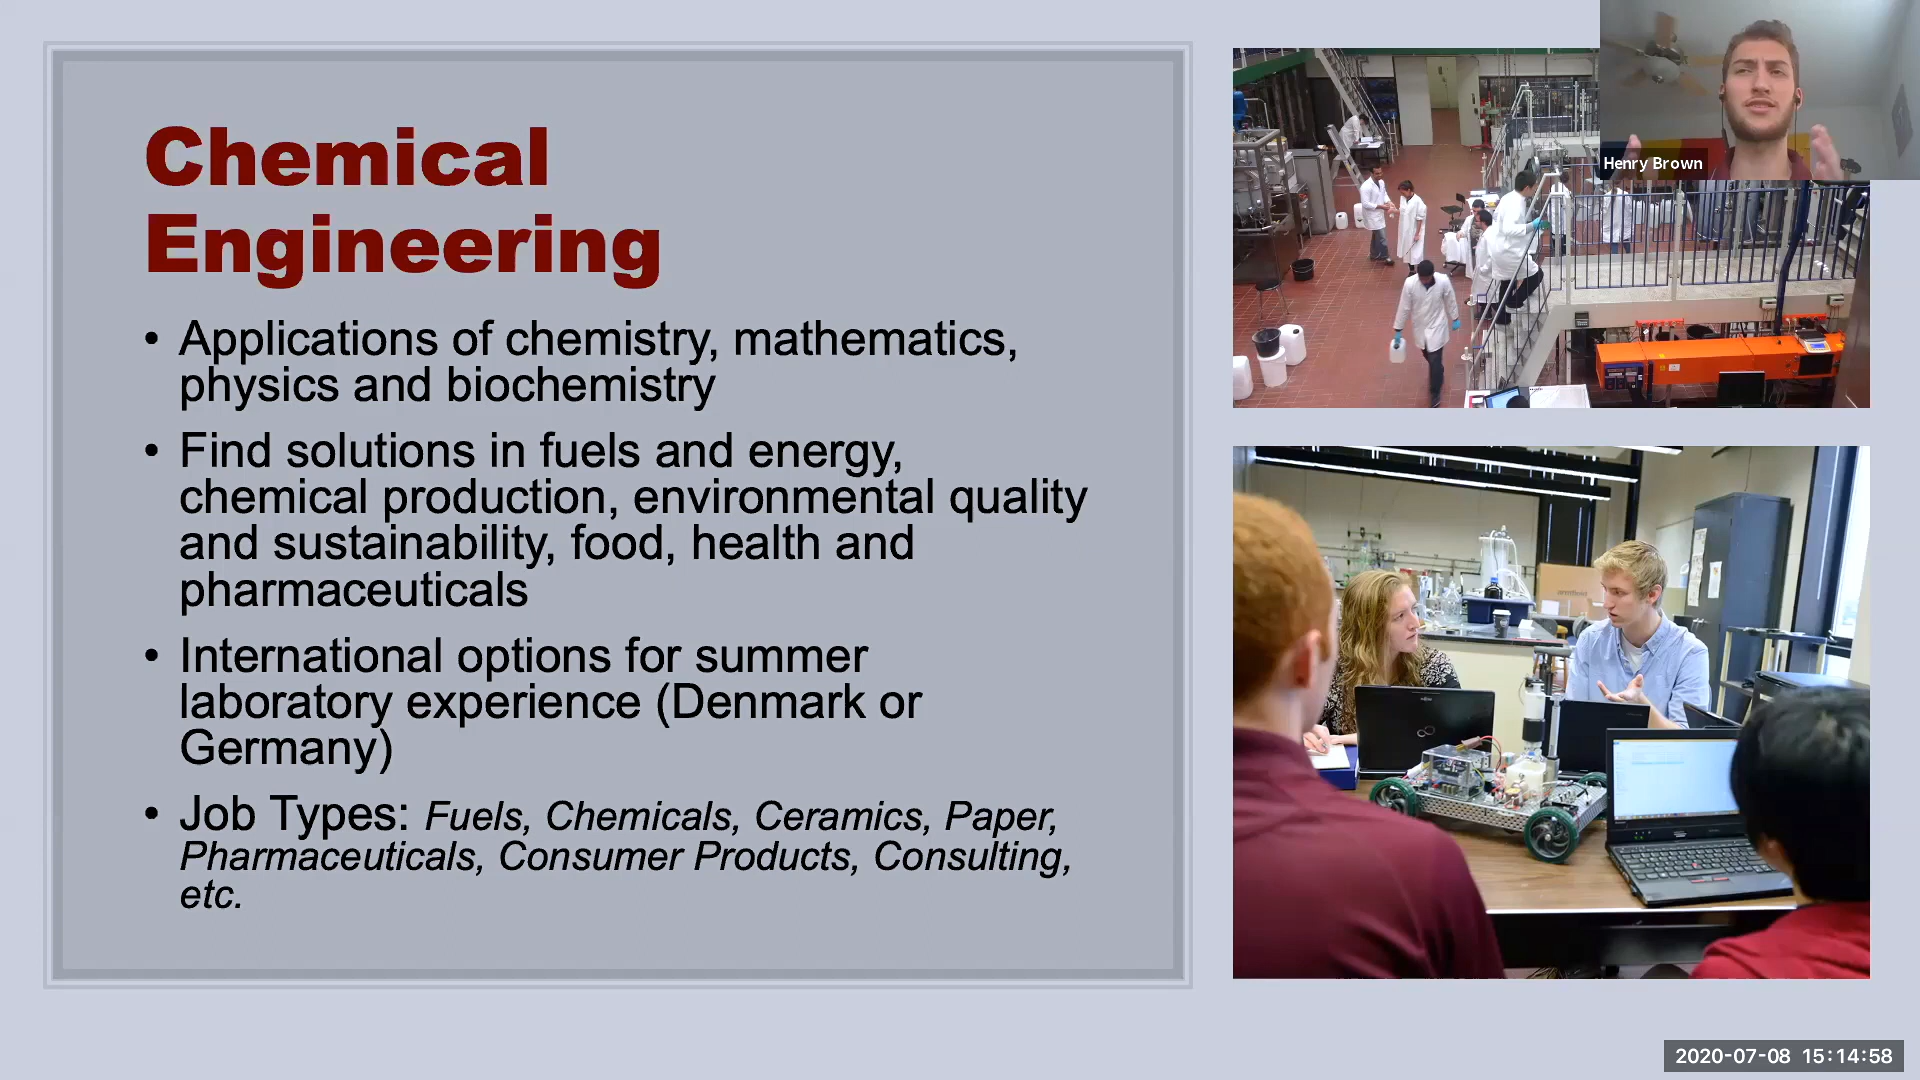 Chemical
Engineering
• Applications of chemistry, mathematics,
physics and biochemistry
• Find solutions in fuels and energy,
chemical production, environmental quality
and sustainability, food, health and
pharmaceuticals
• International options for summer
laboratory experience (Denmark or
Germany)
• Job Types: Fuels, Chemicals, Ceramics, Paper,
Pharmaceuticals, Consumer Products, Consulting,
etc.
Henry Brown
2020-07-08 15:14:58